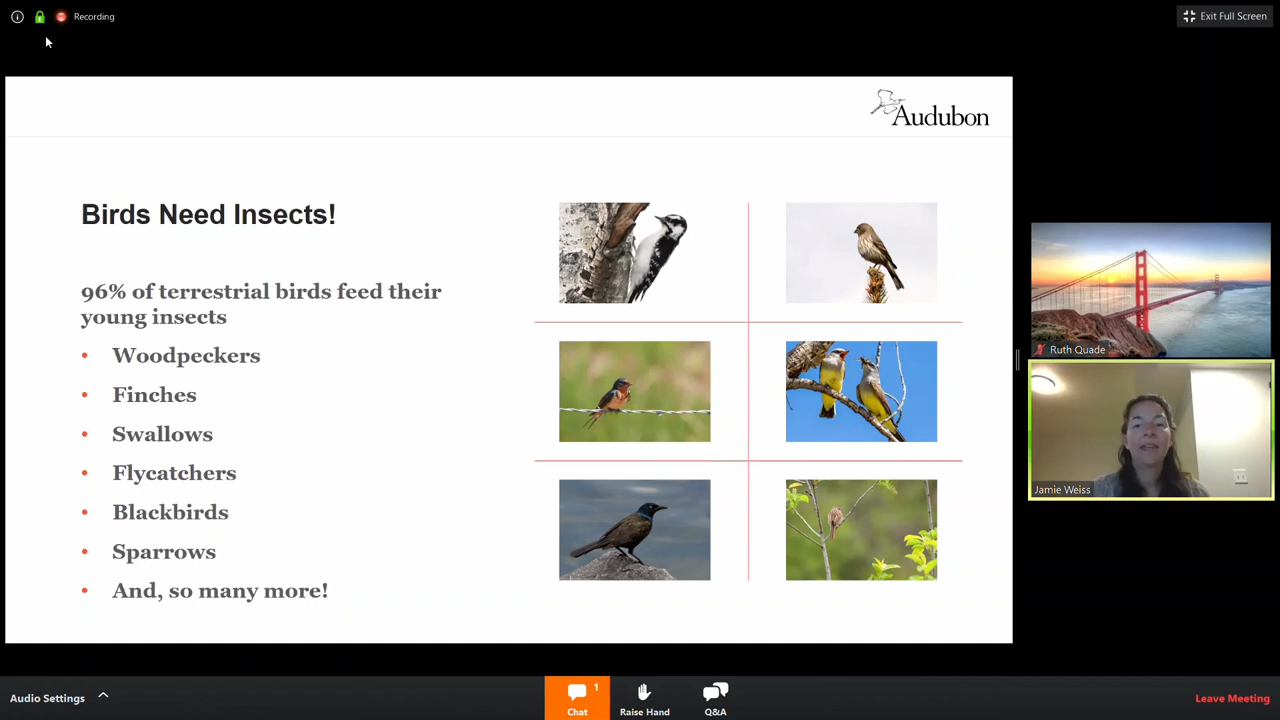 Recording
Exit Full Screen
Audubon
Birds Need Insects!
96% of terrestrial birds feed their
young insects
• Woodpeckers
• Finches
• Swallows
• Flycatchers
• Blackbirds
• Sparrows
• And, so many more!
Ruth Quade
Jamie Weiss
Audio Settings
1
Chat
Raise Hand
Q&A
Leave Meeting